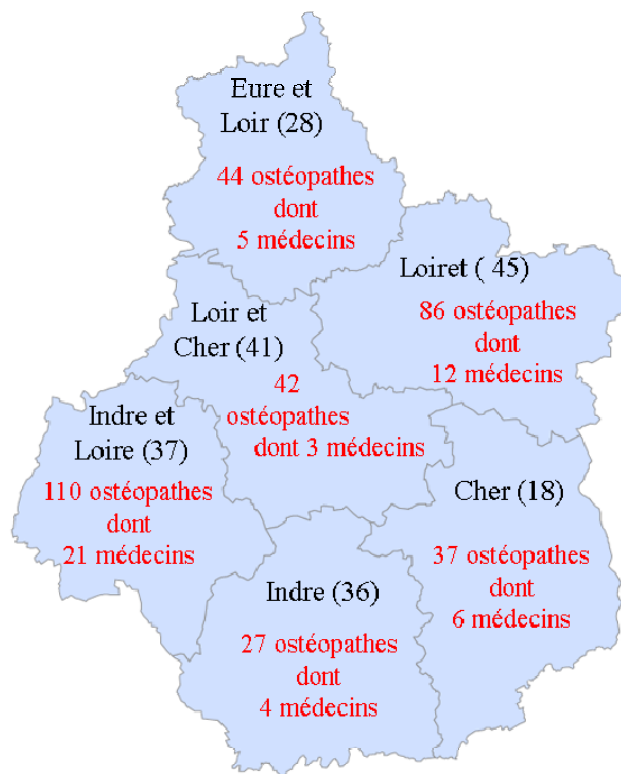 Eure et
Loir (28)
44 ostéopathes
dont
5 médecins
Loiret ( 45)
86 ostéopathes
dont
12 médecins
Loir et
Cher (41)
42
ostéopathes
dont 3 médecins
Indre et
Loire (37)
110 ostéopathes
dont
21 médecins
Cher (18)
37 ostéopathes
dont
6 médecins
Indre (36)
27 ostéopathes
dont
4 médecins